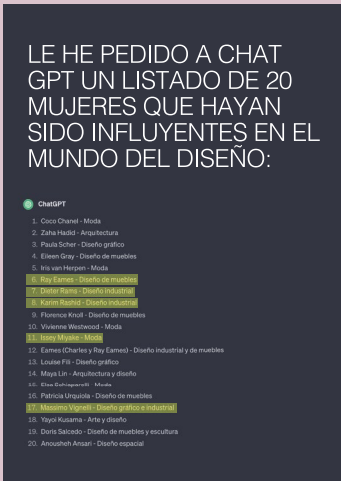 LE HE PEDIDO A CHAT
GPT UN LISTADO DE 20
MUJERES QUE HAYAN
SIDO INFLUYENTES EN EL
MUNDO DEL DISEÑO:
ChatGPT
1. Coco Chanel - Moda
2. Zaha Hadid - Arquitectura
3. Paula Scher - Diseño gráfico
4. Eileen Gray - Diseño de muebles
5. Iris van Herpen - Moda
6. Ray Eames - Diseño de muebles
7. Dieter Rams - Diseño industrial
8. Karim Rashid - Diseño industrial
9. Florence Knoll - Diseño de muebles
10. Vivienne Westwood - Moda
11. Issey Miyake - Moda
12. Eames (Charles y Ray Eames) - Diseño industrial y de muebles
13. Louise Fili - Diseño gráfico
14. Maya Lin - Arquitectura y diseño
15. Elsa Schiaparelli - Moda
16. Patricia Urquiola - Diseño de muebles
17. Massimo Vignelli - Diseño gráfico e industrial
18. Yayoi Kusama - Arte y diseño
19. Doris Salcedo - Diseño de muebles y escultura
20. Anousheh Ansari - Diseño espacial